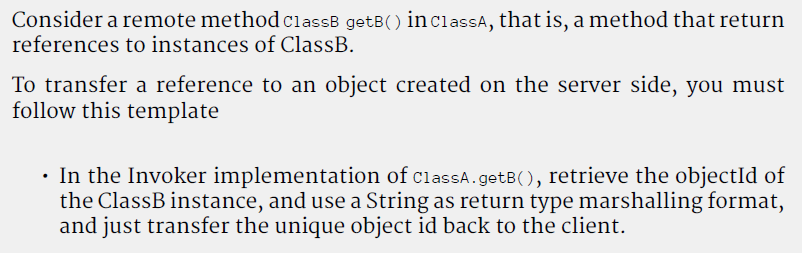 Consider a remote method ClassB getB() in ClassA, that is, a method that return
references to instances of ClassB.
To transfer a reference to an object created on the server side, you must
follow this template
• In the Invoker implementation of ClassA.getB(), retrieve the objectId of
the ClassB instance, and use a String as return type marshalling format,
and just transfer the unique object id back to the client.